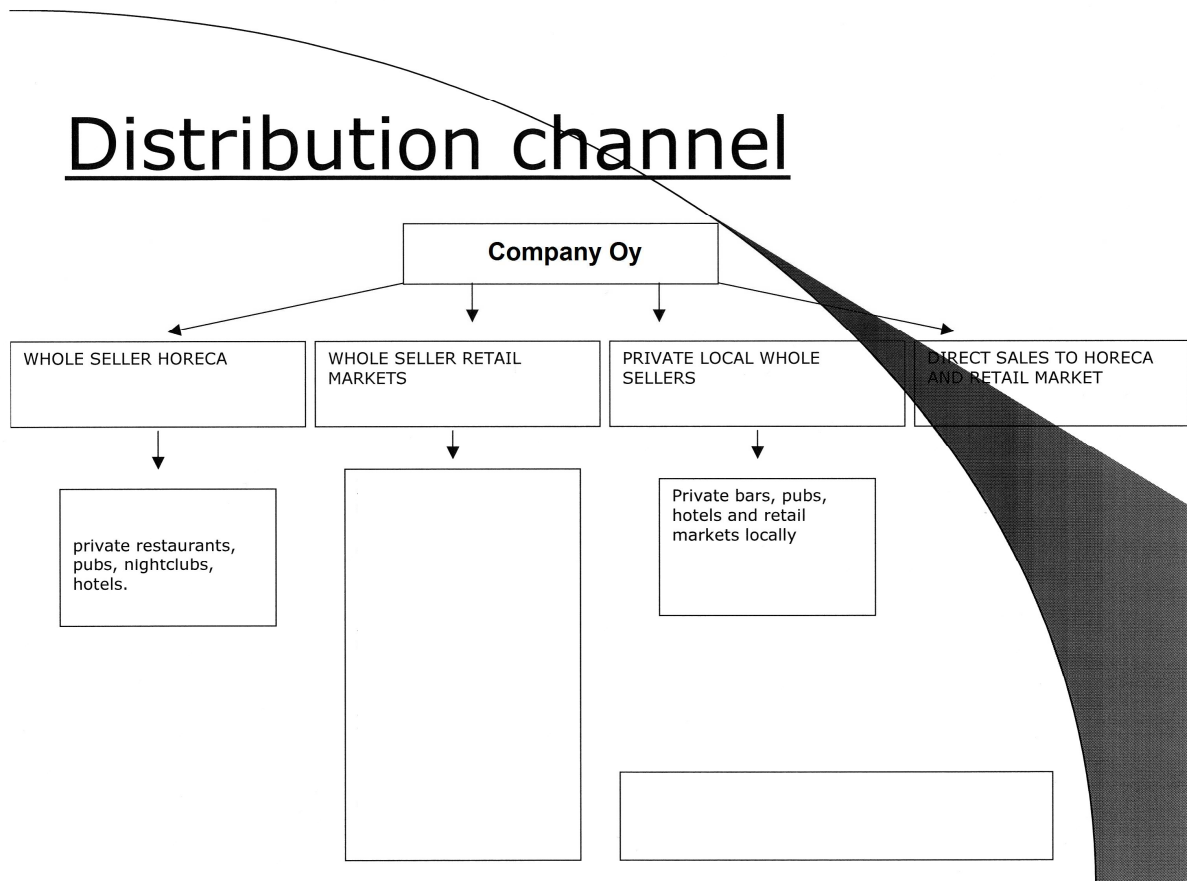 Distribution channel
Company Oy
WHOLE SELLER HORECA
WHOLE SELLER RETAIL
MARKETS
PRIVATE LOCAL WHOLE
SELLERS
DIRECT SALES TO HORECA
AND RETAIL MARKET
private restaurants,
pubs, nightclubs,
hotels.
Private bars, pubs,
hotels and retail
markets locally